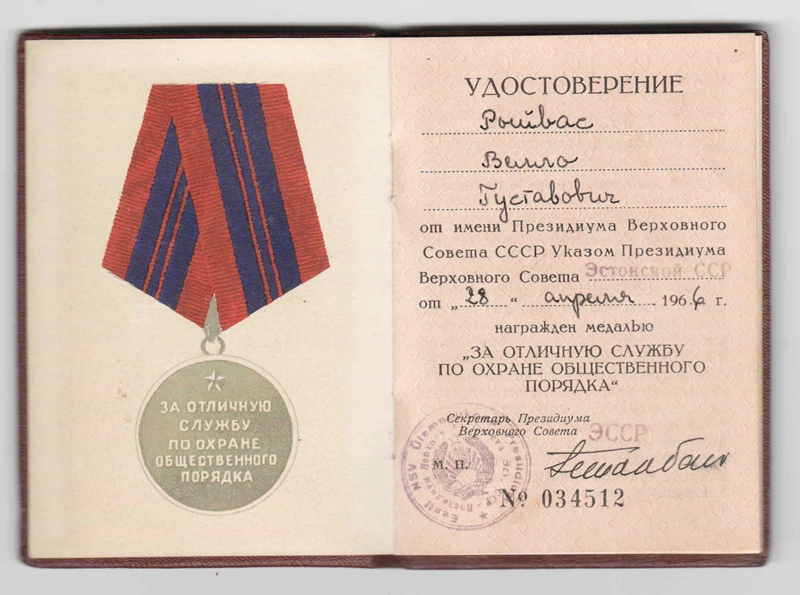 ЗА ОТЛИЧНУЮ
СЛУЖБУ
ПО ОХРАНЕ
ОБЩЕСТВЕННОГО
ПОРЯДКА
УДОСТОВЕРЕНИЕ
Ройвас
Велло
Густавович
от имени Президиума Верховного
Совета СССР Указом Президиума
Верховного Совета Эстонской ССР
от „28“ апреля 1966 г.
награжден медалью
„ЗА ОТЛИЧНУЮ СЛУЖБУ
ПО ОХРАНЕ ОБЩЕСТВЕННОГО
ПОРЯДКА“
Секретарь Президиума
Верховного Совета ЭССР
М. П.
№ 034512